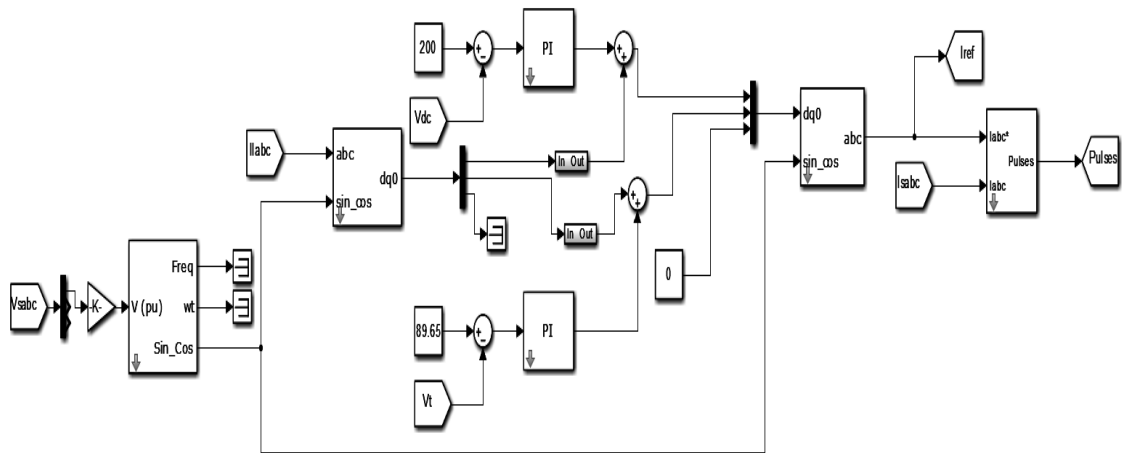 200
PI
Vdc
Iref
dq0
abc
sin_cos
Iabc*
Pulses
Iabc
Pulses
Isabc
Ilabc
abc
dq0
sin_cos
In Out
In Out
0
Vsabc
-K-
V (pu)
Freq
wt
Sin_Cos
89.65
PI
Vt